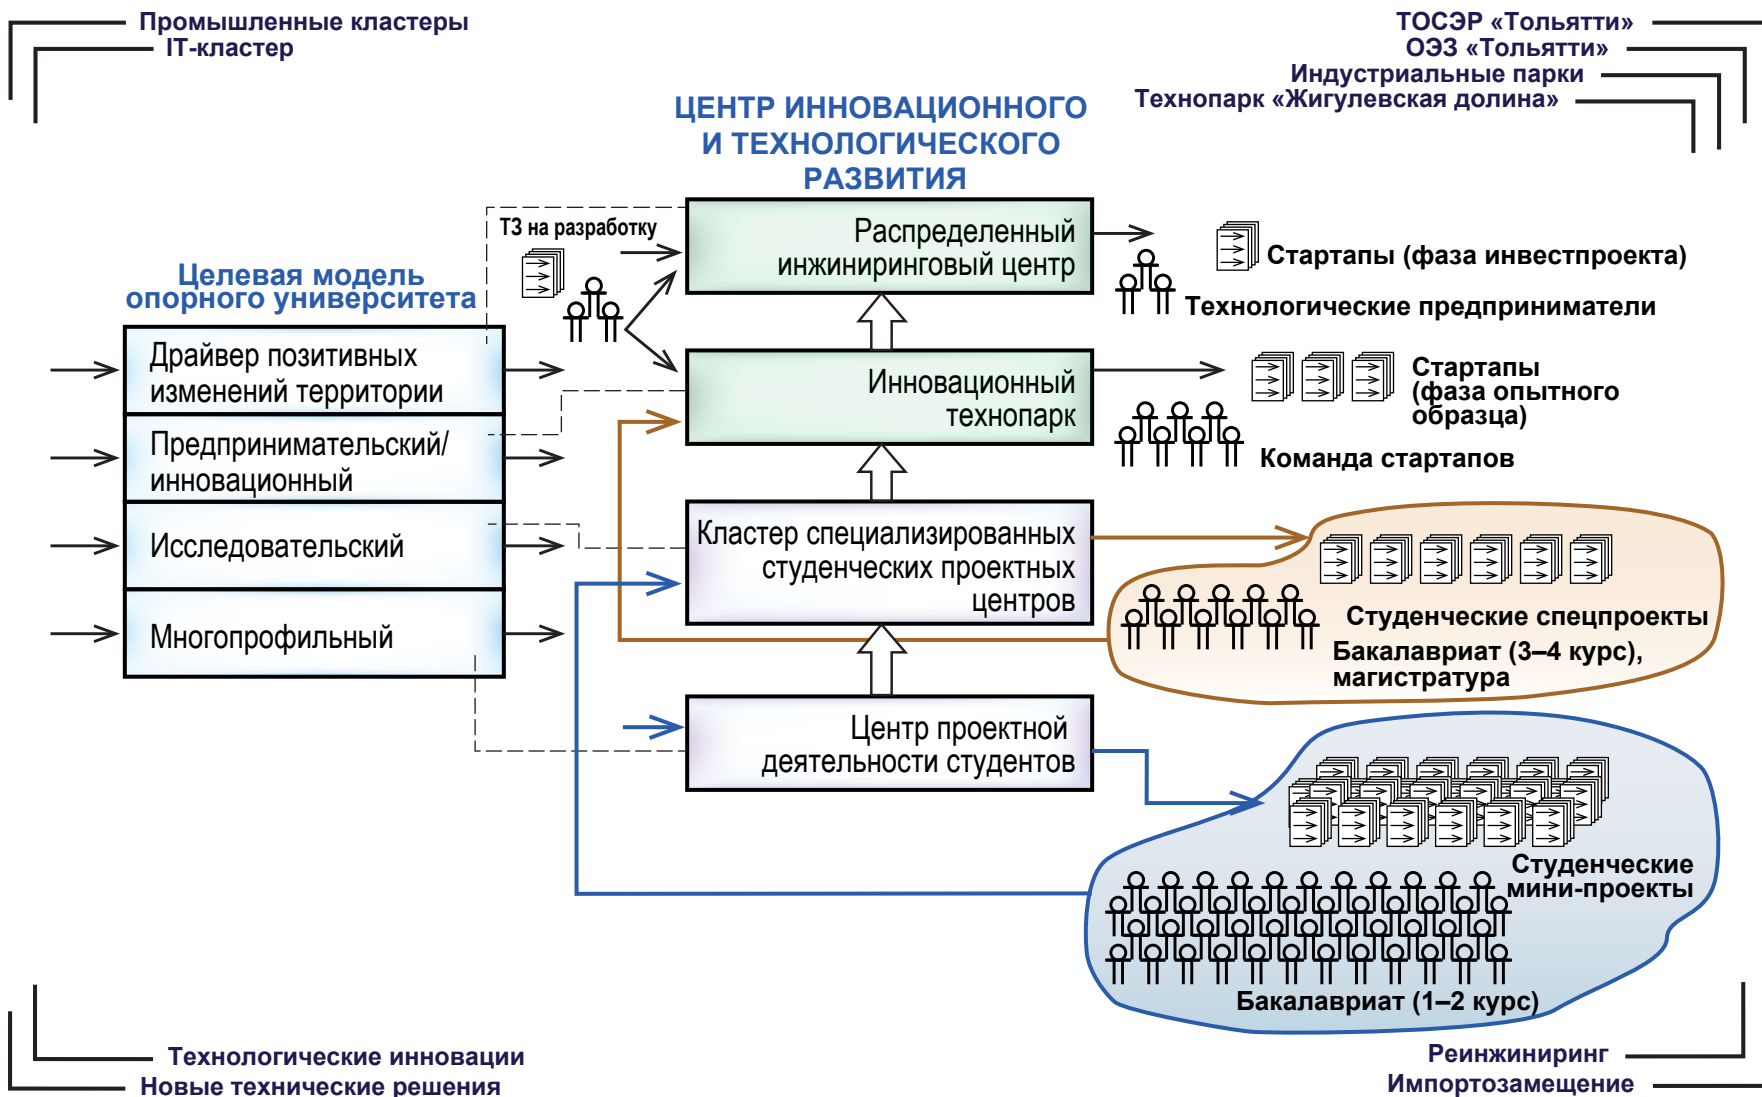 Промышленные кластеры
IT-кластер
ТОСЭР «Тольятти»
ОЭЗ «Тольятти»
Индустриальные парки
Технопарк «Жигулевская долина»
ЦЕНТР ИННОВАЦИОННОГО
И ТЕХНОЛОГИЧЕСКОГО
РАЗВИТИЯ
Целевая модель
опорного университета
Драйвер позитивных
изменений территории
Предпринимательский/
инновационный
Исследовательский
Многопрофильный
ТЗ на разработку
Распределенный
инжиниринговый центр
Стартапы (фаза инвестпроекта)
Технологические предприниматели
Инновационный
технопарк
Стартапы
(фаза опытного
образца)
Команда стартапов
Кластер специализированных
студенческих проектных
центров
Студенческие спецпроекты
Бакалавриат (3–4 курс),
магистратура
Центр проектной
деятельности студентов
Студенческие
мини-проекты
Бакалавриат (1–2 курс)
Технологические инновации
Новые технические решения
Реинжиниринг
Импортозамещение